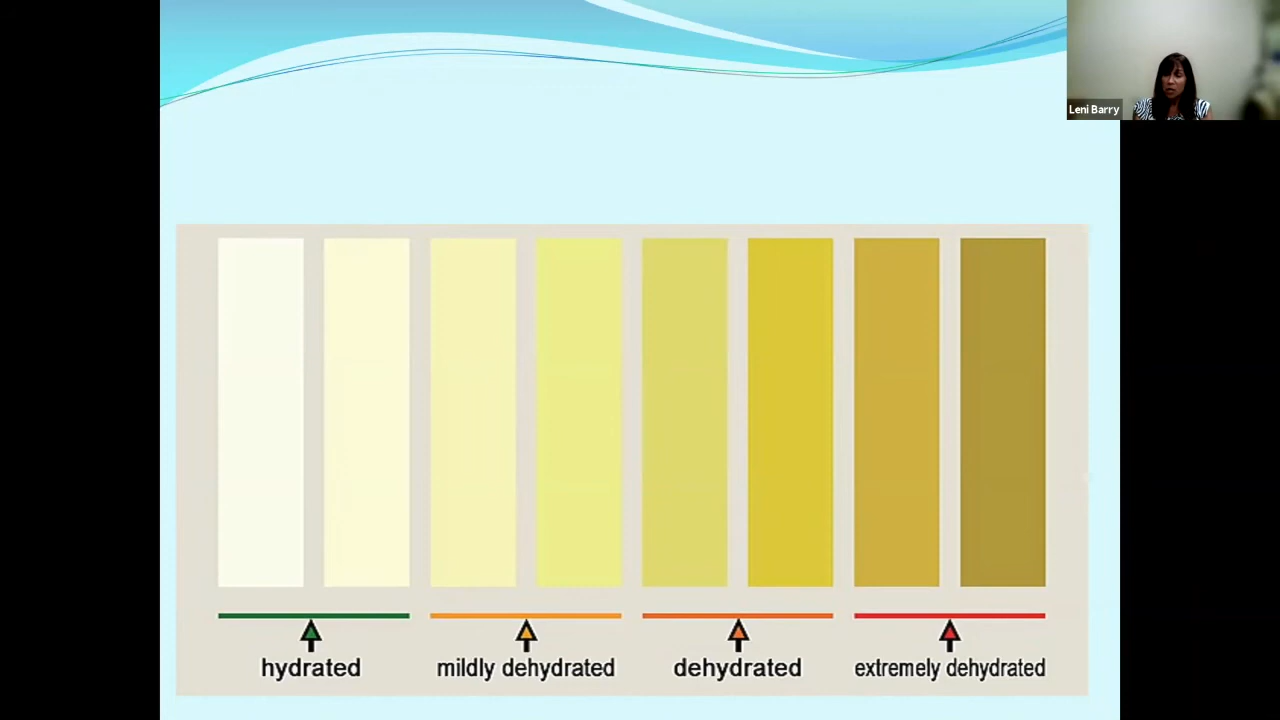 Leni Barry
hydrated
mildly dehydrated
dehydrated
extremely dehydrated